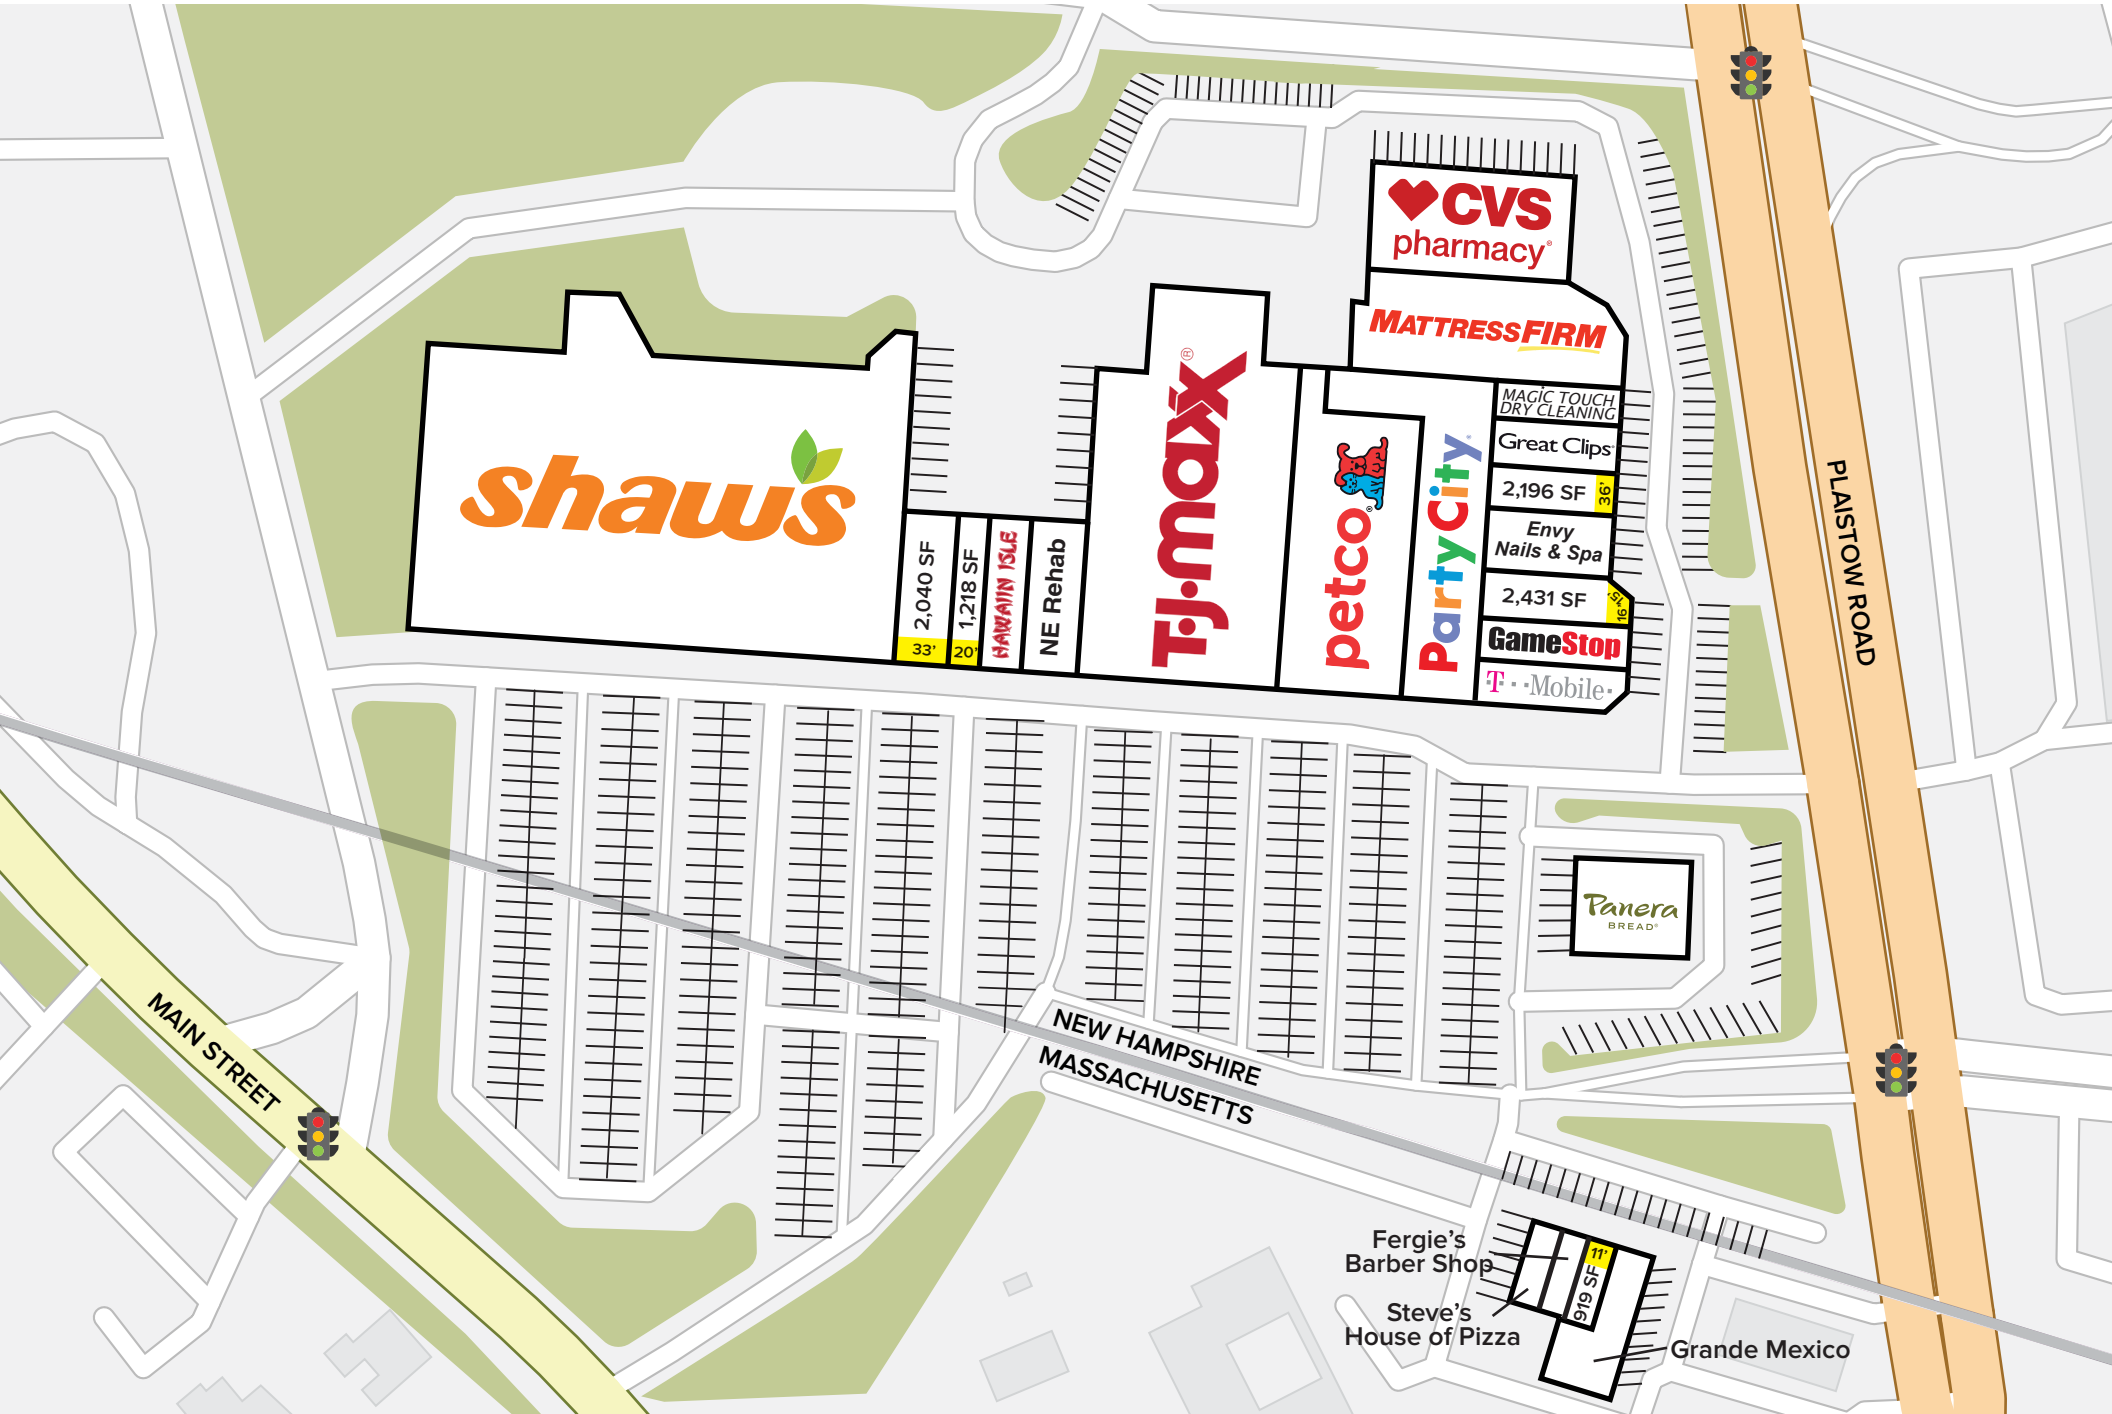 CVS
pharmacy®
MATTRESSFIRM
shaw's
2,040 SF
33'
1,218 SF
20'
HAWAIIN ISLE
NE Rehab
T·J·maxx®
petco®
PartyCity
MAGIC TOUCH
DRY CLEANING
Great Clips®
2,196 SF
36'
Envy
Nails & Spa
2,431 SF
15'
16'
GameStop
T··Mobile·
PLAISTOW ROAD
Panera
BREAD®
MAIN STREET
NEW HAMPSHIRE
MASSACHUSETTS
Fergie's
Barber Shop
Steve's
House of Pizza
11'
919 SF
Grande Mexico